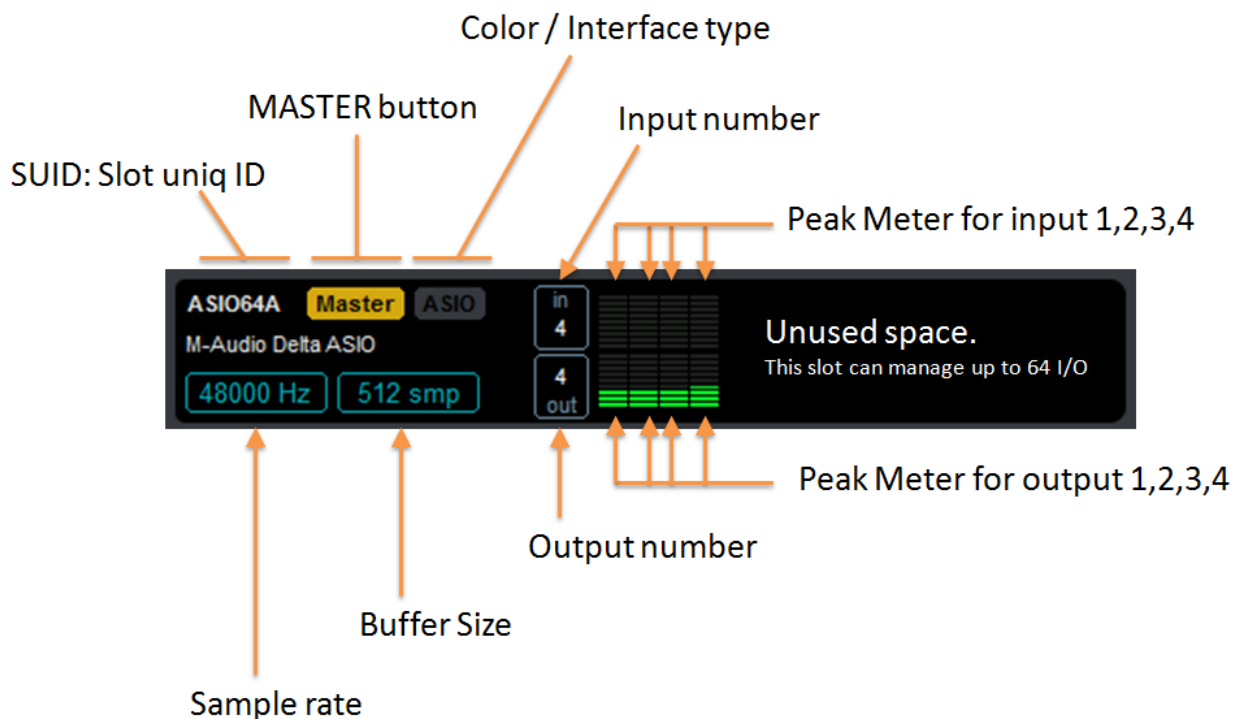 Color / Interface type
MASTER button
Input number
SUID: Slot uniq ID
Peak Meter for input 1,2,3,4
ASIO64A Master ASIO
in
4
M-Audio Delta ASIO
Unused space.
This slot can manage up to 64 I/O
48000 Hz 512 smp
4
out
Peak Meter for output 1,2,3,4
Output number
Buffer Size
Sample rate